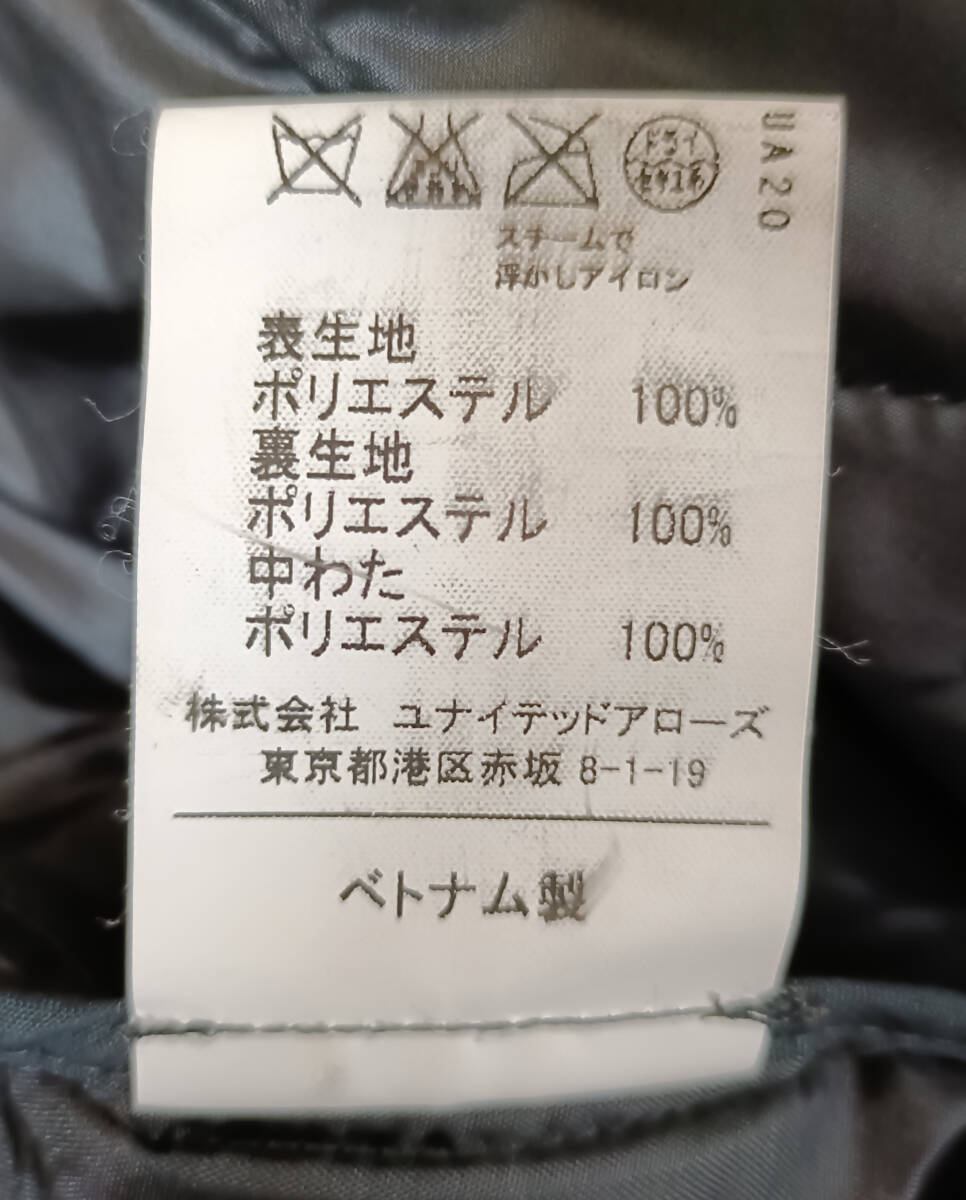 ドライ
セキユ系
UA20
スチームで
浮かしアイロン
表生地
ポリエステル 100%
裏生地
ポリエステル 100%
中わた
ポリエステル 100%
株式会社 ユナイテッドアローズ
東京都港区赤坂 8-1-19
ベトナム製